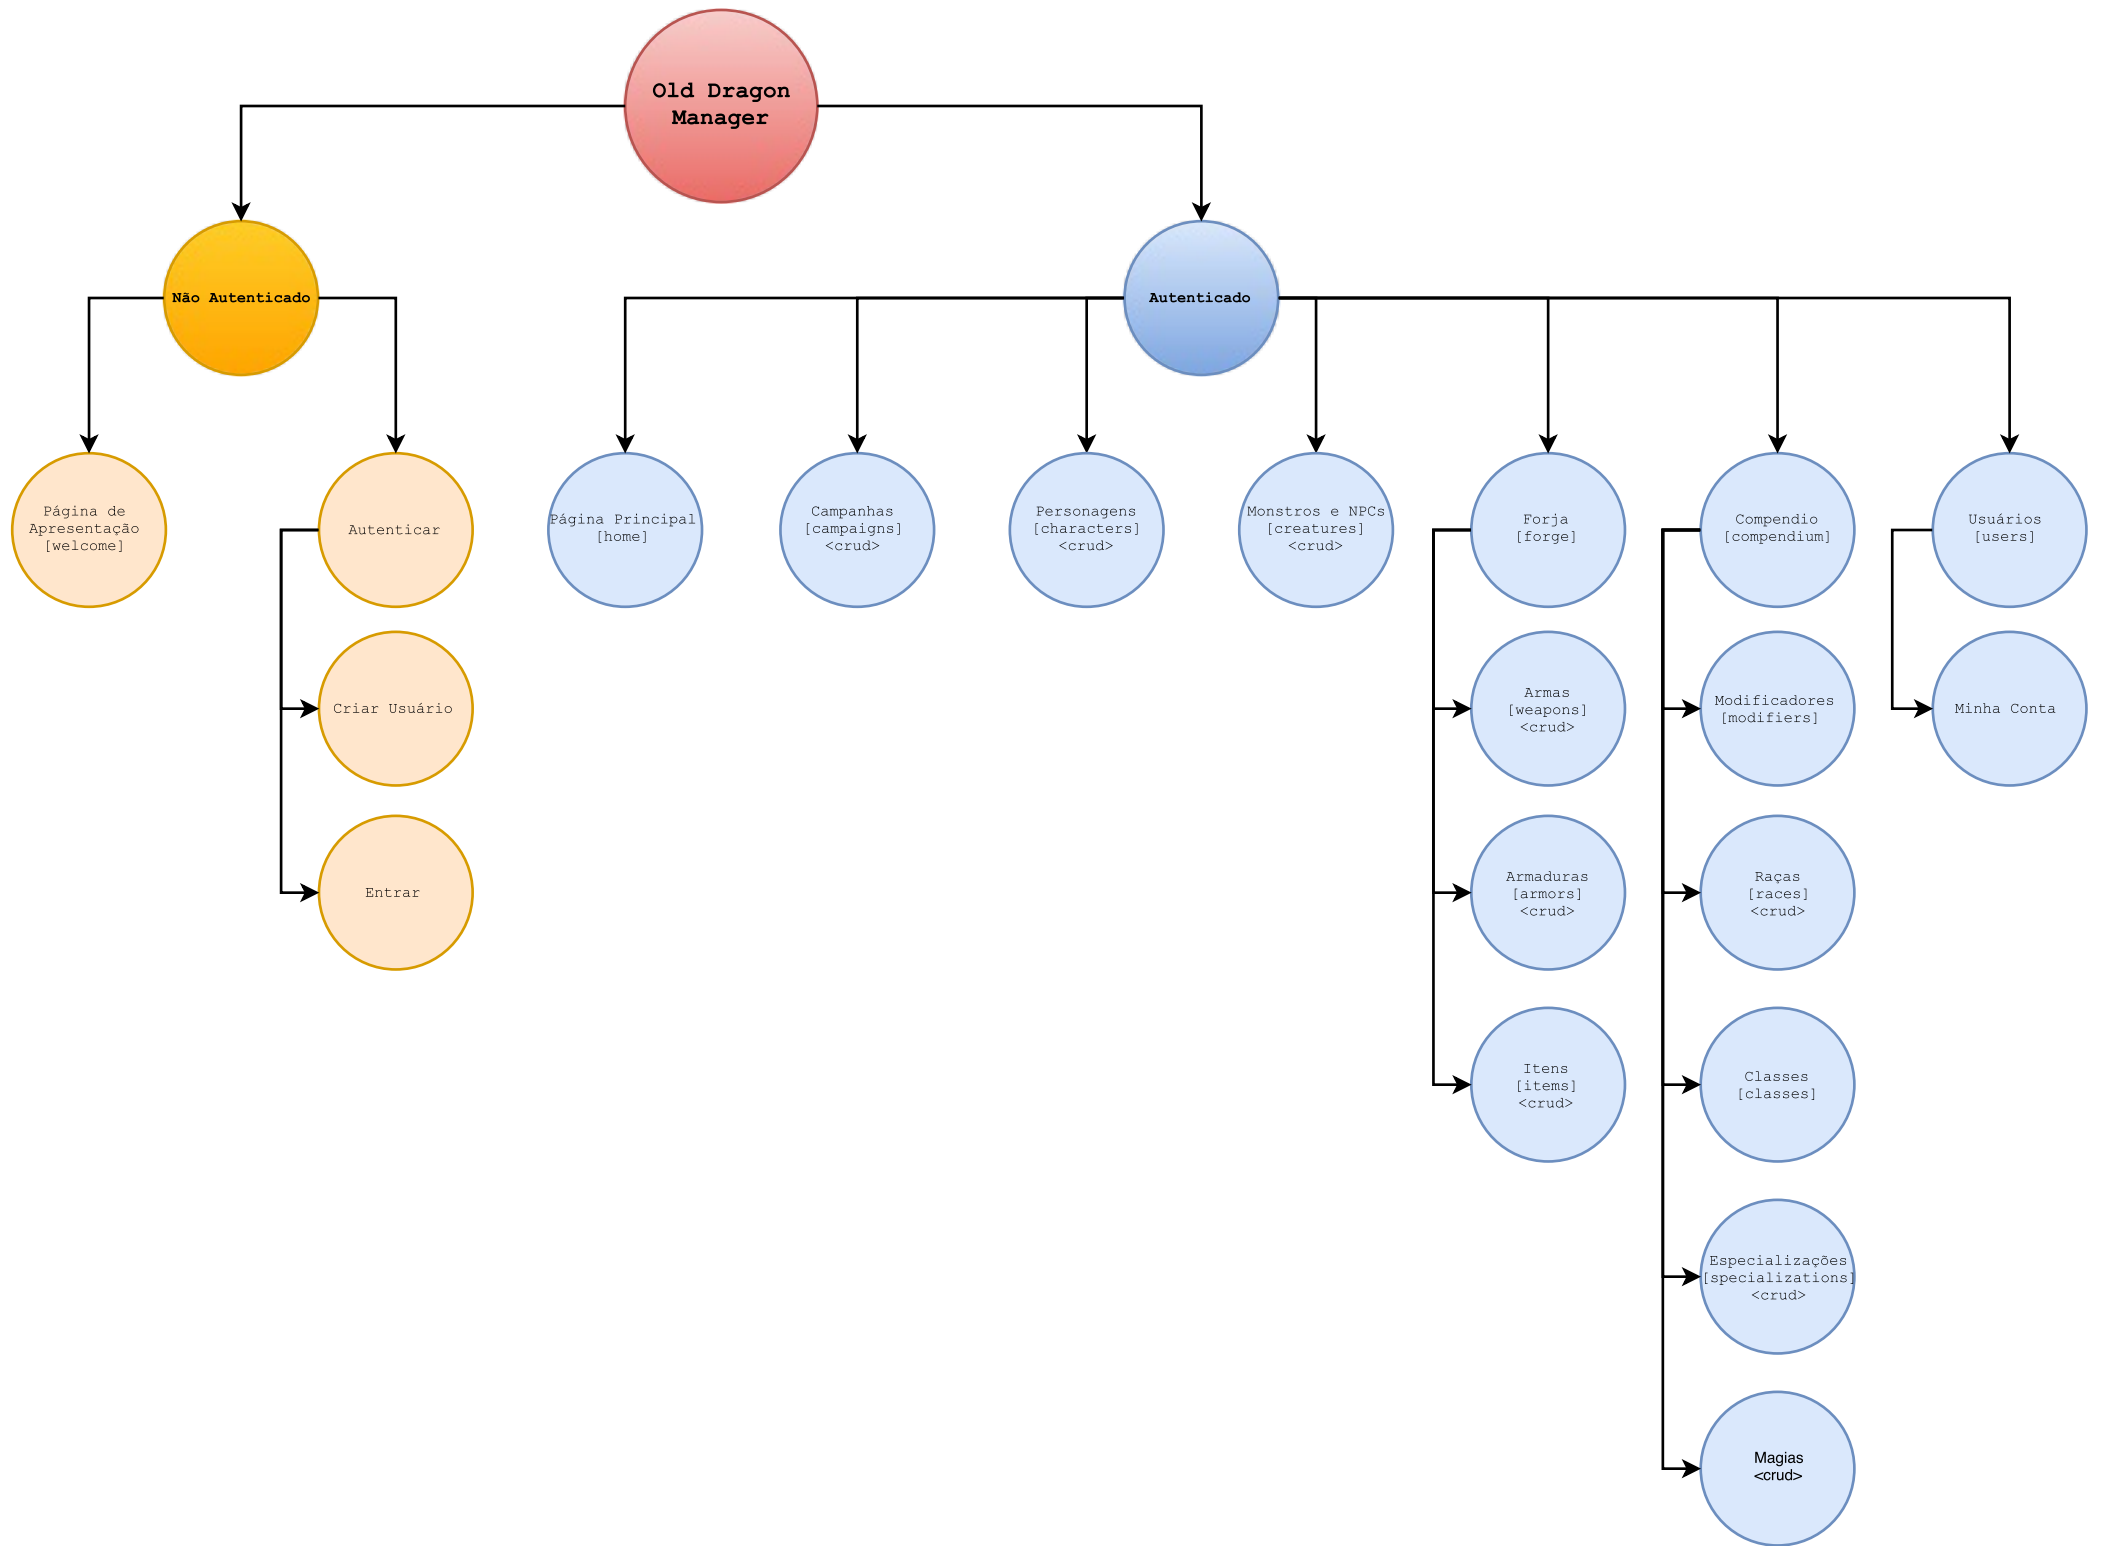 Old Dragon
Manager
Não Autenticado
Autenticado
Página de
Apresentação
[welcome]
Autenticar
Página Principal
[home]
Campanhas
[campaigns]
<crud>
Personagens
[characters]
<crud>
Monstros e NPCs
[creatures]
<crud>
Forja
[forge]
Compendio
[compendium]
Usuários
[users]
Criar Usuário
Armas
[weapons]
<crud>
Modificadores
[modifiers]
Minha Conta
Entrar
Armaduras
[armors]
<crud>
Raças
[races]
<crud>
Itens
[items]
<crud>
Classes
[classes]
Especializações
[specializations]
<crud>
Magias
<crud>